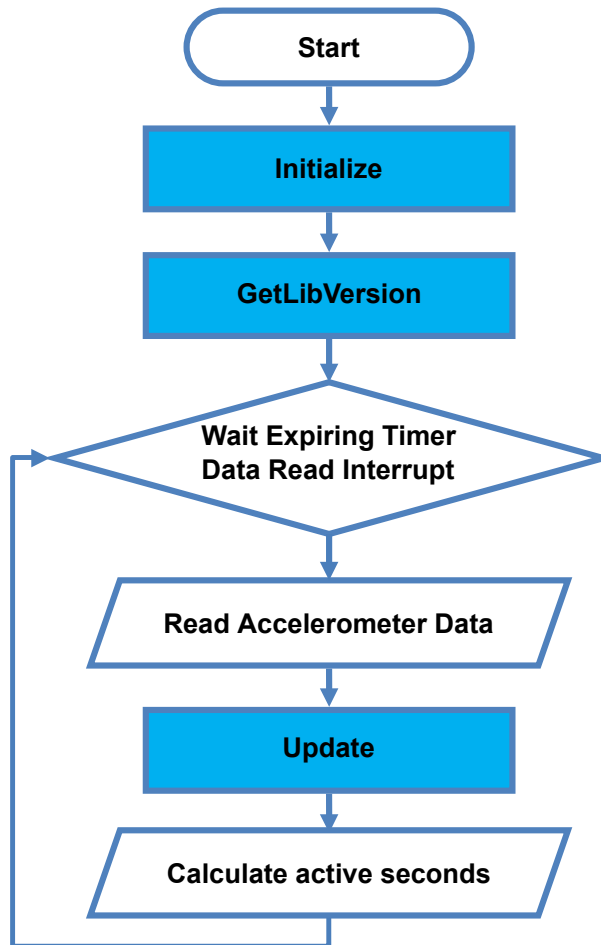 Start
Initialize
GetLibVersion
Wait Expiring Timer
Data Read Interrupt
Read Accelerometer Data
Update
Calculate active seconds